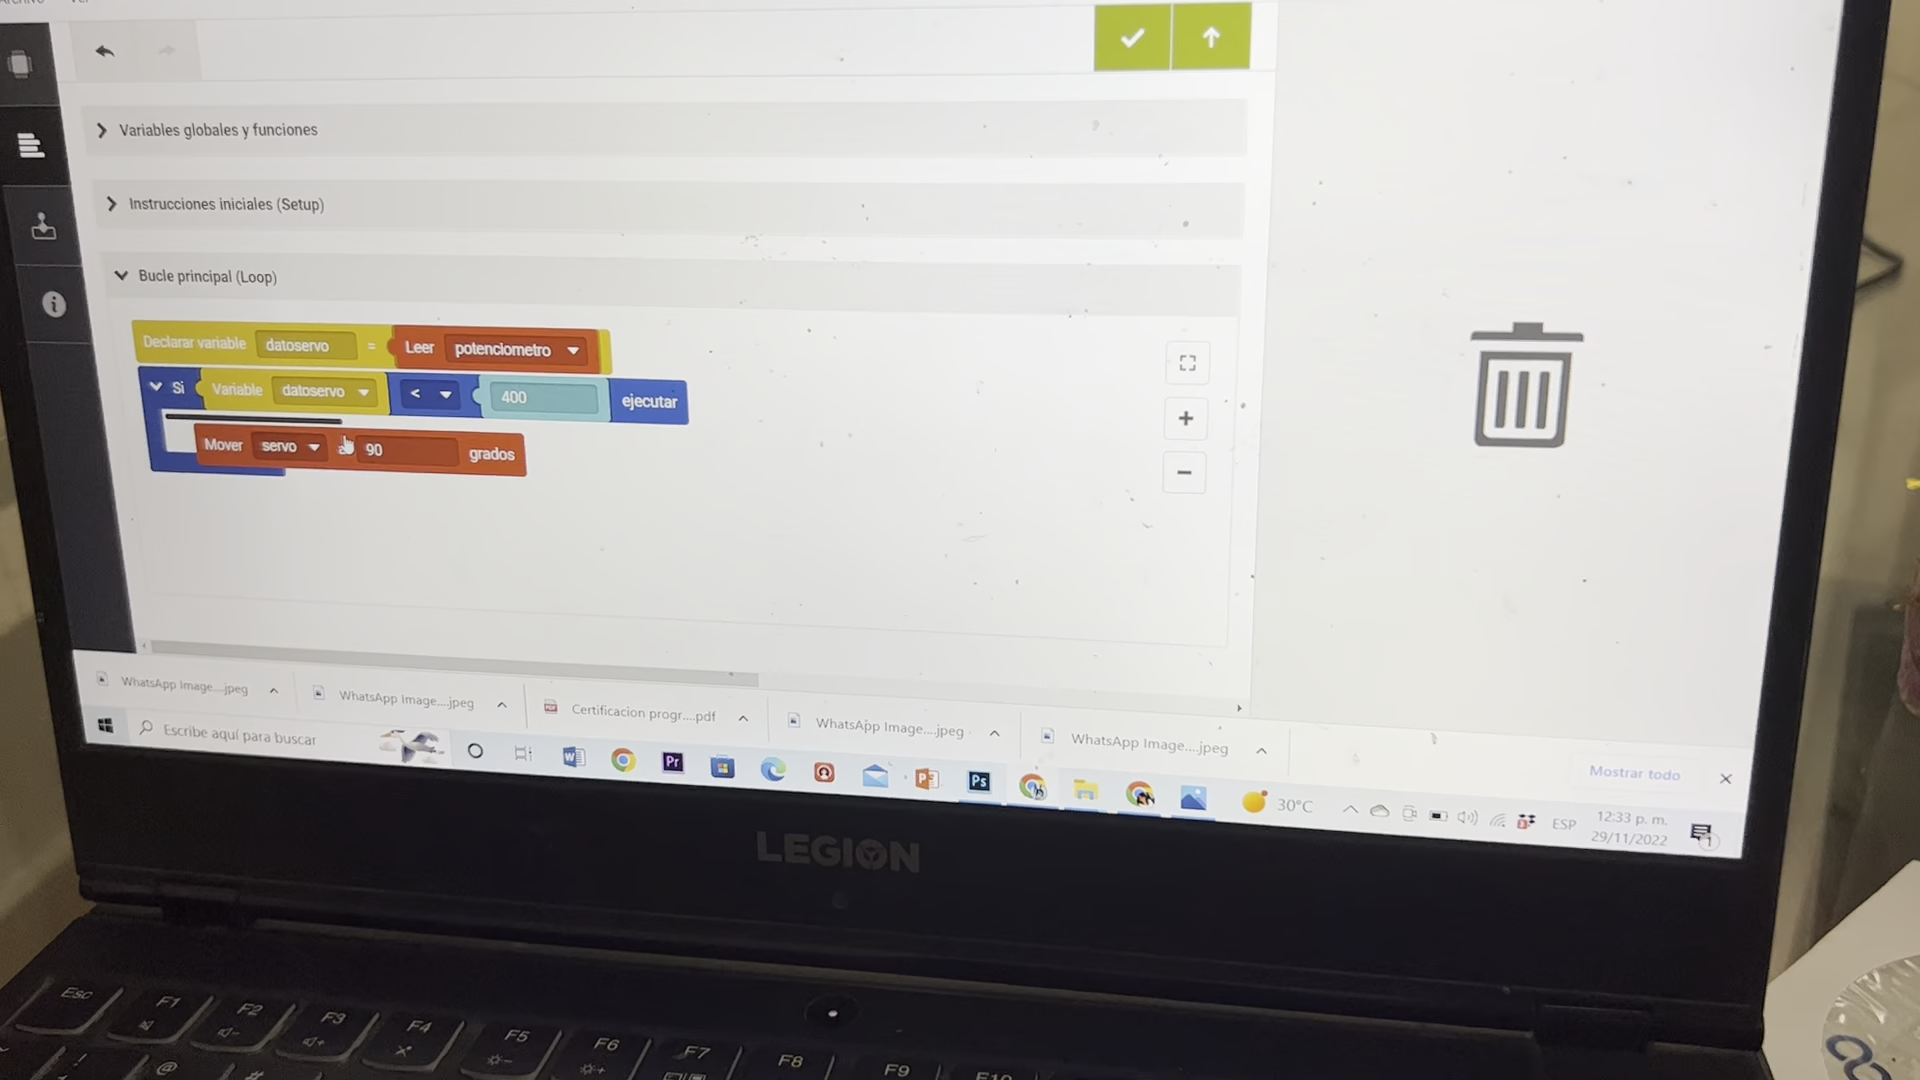 Variables globales y funciones
Instrucciones iniciales (Setup)
Bucle principal (Loop)
Declarar variable datoservo = Leer potenciometro
Si Variable datoservo < 400 ejecutar
Mover servo a 90 grados
WhatsApp Image....jpeg
WhatsApp Image....jpeg
Certificacion progr....pdf
WhatsApp Image....jpeg
WhatsApp Image....jpeg
Mostrar todo
Escribe aquí para buscar
Pr
Ps
30°C
ESP
12:33 p. m.
29/11/2022
1
LEGION
Esc
F1
F2
F3
F4
F5
F6
F7
F8
F9
F10
!
@
#